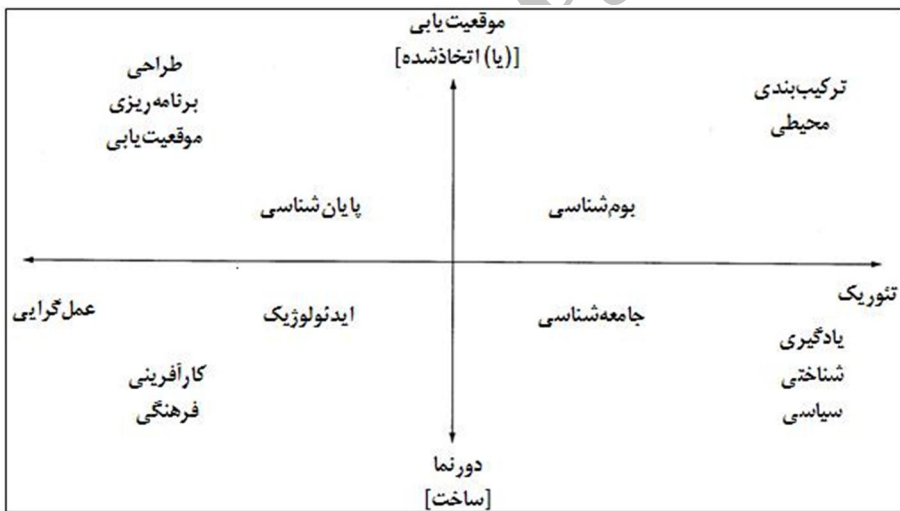 موقعیت‌یابی
[(یا) اتخاذشده]
ترکیب‌بندی
محیطی
طراحی
برنامه‌ریزی
موقعیت‌یابی
بوم‌شناسی
پایان‌شناسی
تئوریک
عمل‌گرایی
جامعه‌شناسی
ایدئولوژیک
یادگیری
شناختی
سیاسی
کارآفرینی
فرهنگی
دورنما
[ساخت]